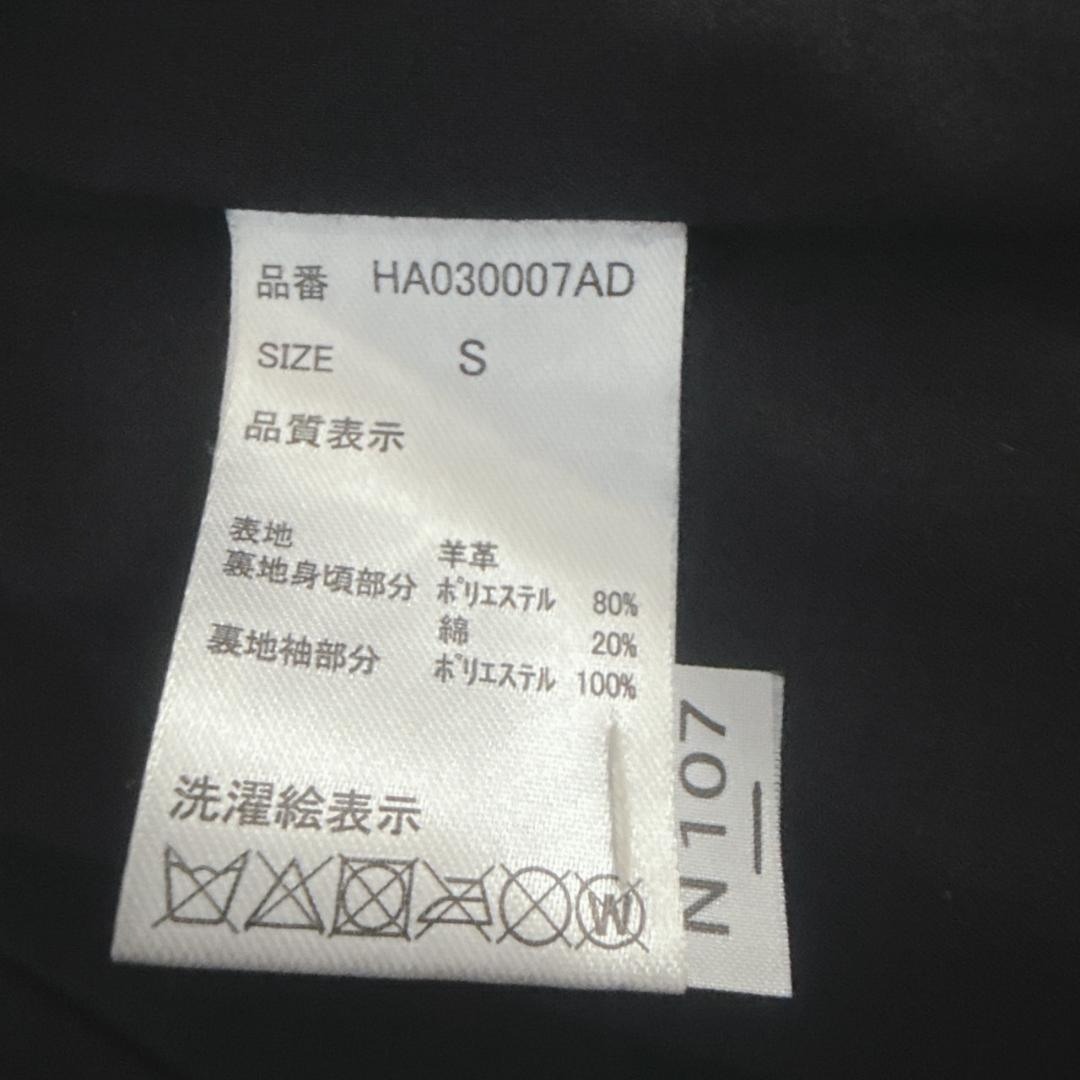 品番 HA030007AD
SIZE S
品質表示
表地 羊革
裏地身頃部分 ポリエステル 80%
綿 20%
裏地袖部分 ポリエステル 100%
洗濯絵表示
W
N 107